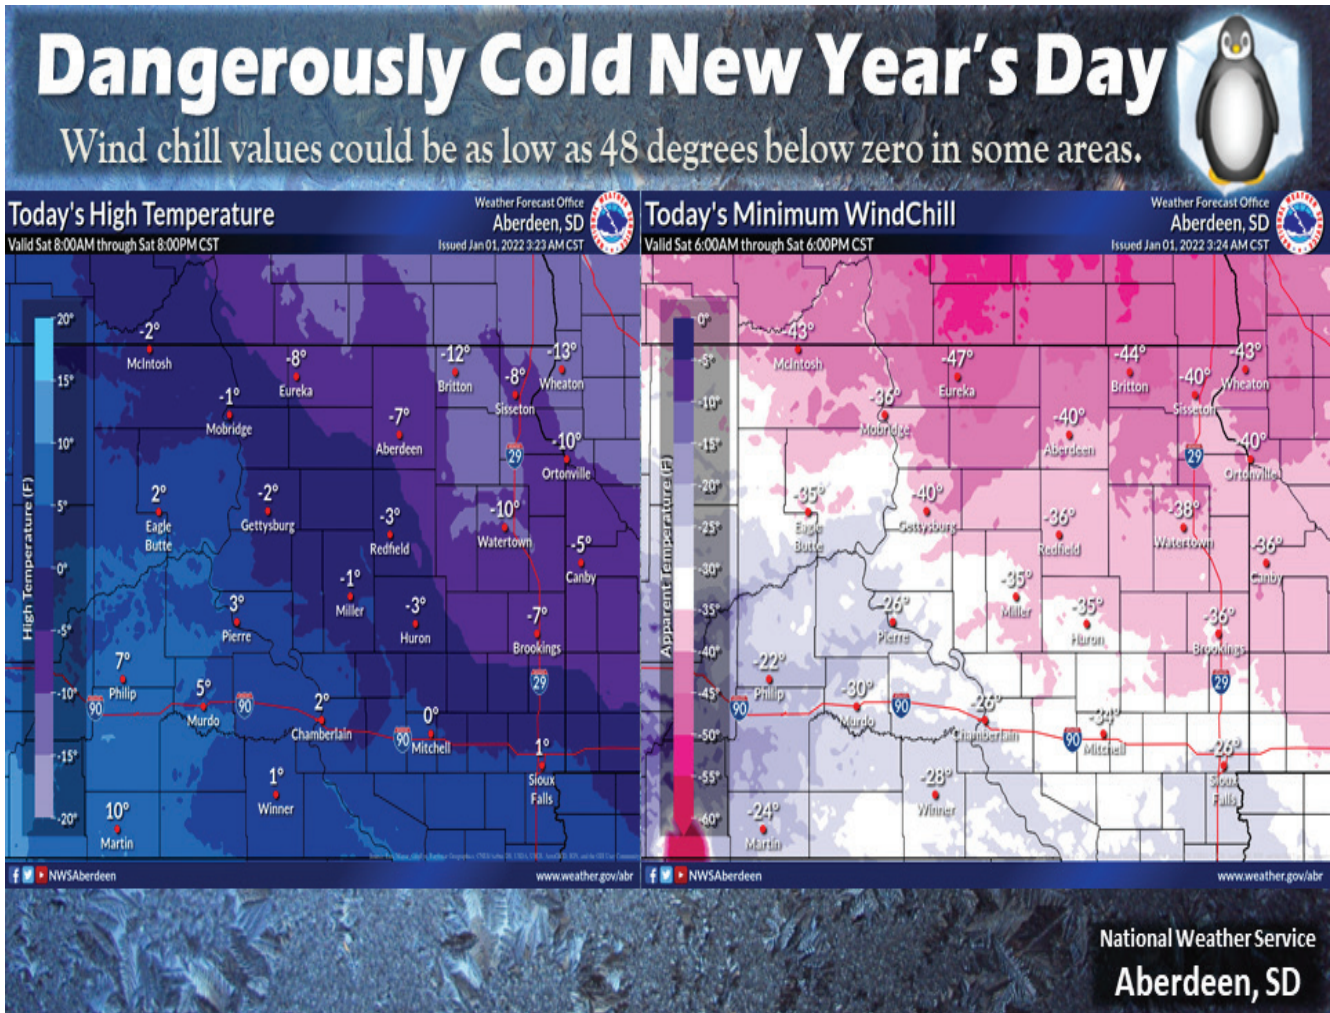 Dangerously Cold New Year's Day
Wind chill values could be as low as 48 degrees below zero in some areas.
Today's High Temperature
Valid Sat 8:00AM through Sat 8:00PM CST
Weather Forecast Office
Aberdeen, SD
Issued Jan 01, 2022 3:23 AM CST
High Temperature (F)
20°
15°
10°
5°
0°
-5°
-10°
-15°
-20°
-2°
McIntosh
-8°
Eureka
-12°
Britton
-13°
Wheaton
-8°
Sisseton
-1°
Mobridge
-7°
Aberdeen
29
-10°
Ortonville
2°
Eagle
Butte
-2°
Gettysburg
-3°
Redfield
-10°
Watertown
-5°
Canby
-1°
Miller
3°
Pierre
-3°
Huron
-7°
Brookings
7°
Philip
29
90
5°
Murdo
90
2°
Chamberlain
90
0°
Mitchell
1°
Sioux
Falls
1°
Winner
10°
Martin
NWSAberdeen
www.weather.gov/abr
Today's Minimum WindChill
Valid Sat 6:00AM through Sat 6:00PM CST
Weather Forecast Office
Aberdeen, SD
Issued Jan 01, 2022 3:24 AM CST
Apparent Temperature (F)
0°
-5°
-10°
-15°
-20°
-25°
-30°
-35°
-40°
-45°
-50°
-55°
-60°
-43°
McIntosh
-47°
Eureka
-44°
Britton
-43°
Wheaton
-40°
Sisseton
-36°
Mobridge
-40°
Aberdeen
29
-40°
Ortonville
-35°
Eagle
Butte
-40°
Gettysburg
-36°
Redfield
-38°
Watertown
-36°
Canby
-35°
Miller
-26°
Pierre
-35°
Huron
-36°
Brookings
-22°
Philip
29
90
-30°
Murdo
90
-26°
Chamberlain
90
-34°
Mitchell
-26°
Sioux
Falls
-28°
Winner
-24°
Martin
NWSAberdeen
www.weather.gov/abr
National Weather Service
Aberdeen, SD